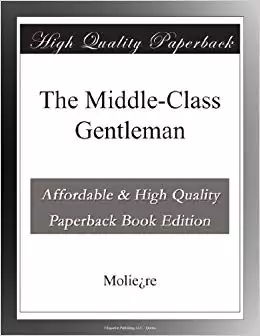 High Quality Paperback
The Middle-Class
Gentleman
Affordable & High Quality
Paperback Book Edition
Molie¿re